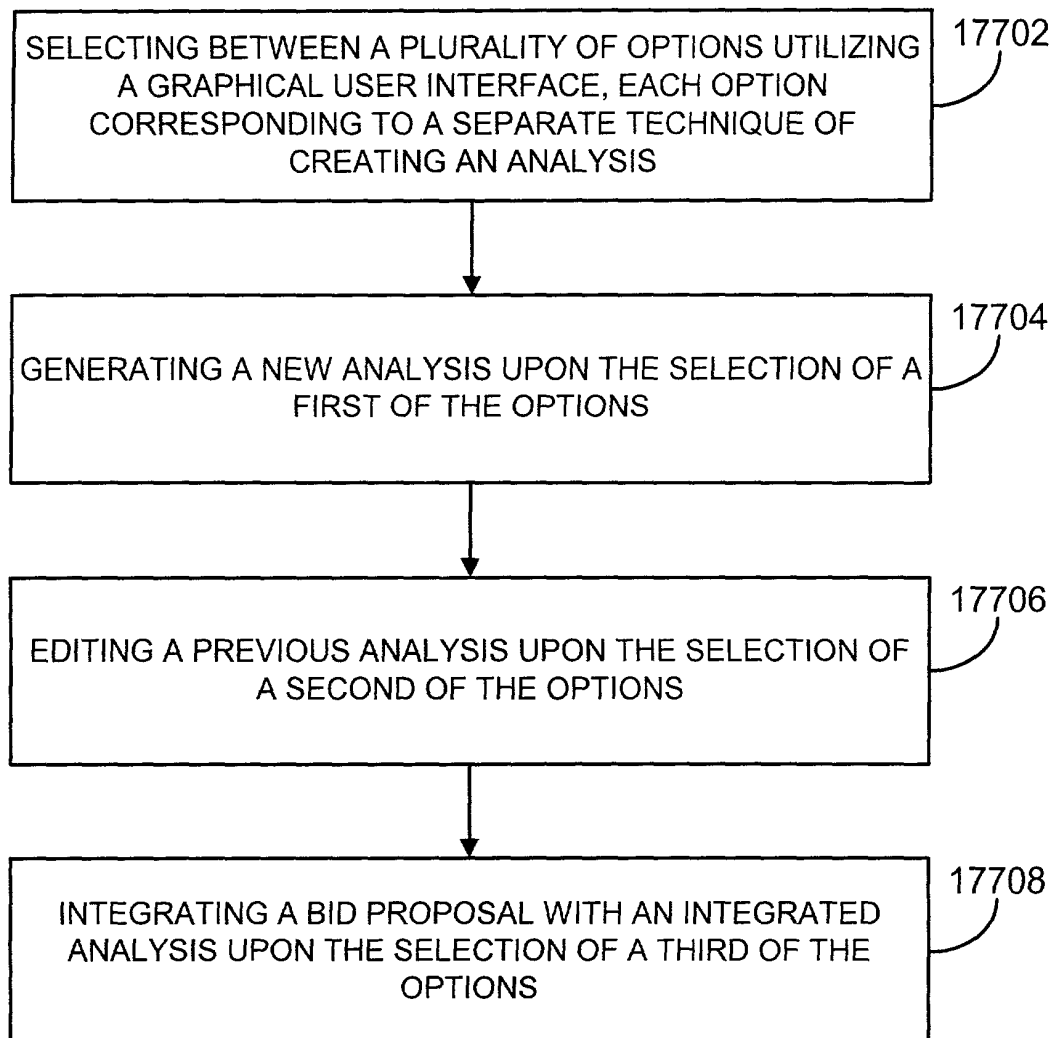 SELECTING BETWEEN A PLURALITY OF OPTIONS UTILIZING
A GRAPHICAL USER INTERFACE, EACH OPTION
CORRESPONDING TO A SEPARATE TECHNIQUE OF
CREATING AN ANALYSIS
17702
GENERATING A NEW ANALYSIS UPON THE SELECTION OF A
FIRST OF THE OPTIONS
17704
EDITING A PREVIOUS ANALYSIS UPON THE SELECTION OF
A SECOND OF THE OPTIONS
17706
INTEGRATING A BID PROPOSAL WITH AN INTEGRATED
ANALYSIS UPON THE SELECTION OF A THIRD OF THE
OPTIONS
17708